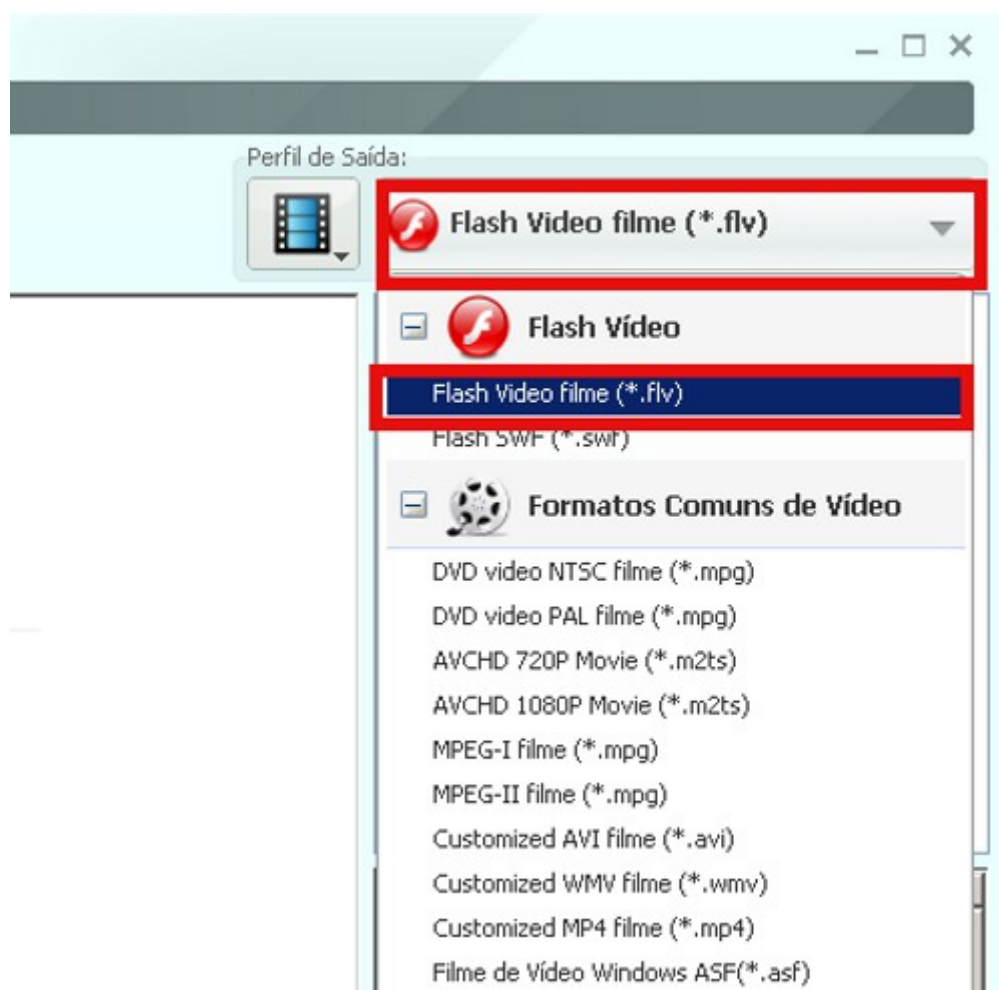 Perfil de Saída:
Flash Video filme (*.flv)
Flash Vídeo
Flash Video filme (*.flv)
Flash SWF (*.swf)
Formatos Comuns de Vídeo
DVD video NTSC filme (*.mpg)
DVD video PAL filme (*.mpg)
AVCHD 720P Movie (*.m2ts)
AVCHD 1080P Movie (*.m2ts)
MPEG-I filme (*.mpg)
MPEG-II filme (*.mpg)
Customized AVI filme (*.avi)
Customized WMV filme (*.wmv)
Customized MP4 filme (*.mp4)
Filme de Vídeo Windows ASF(*.asf)